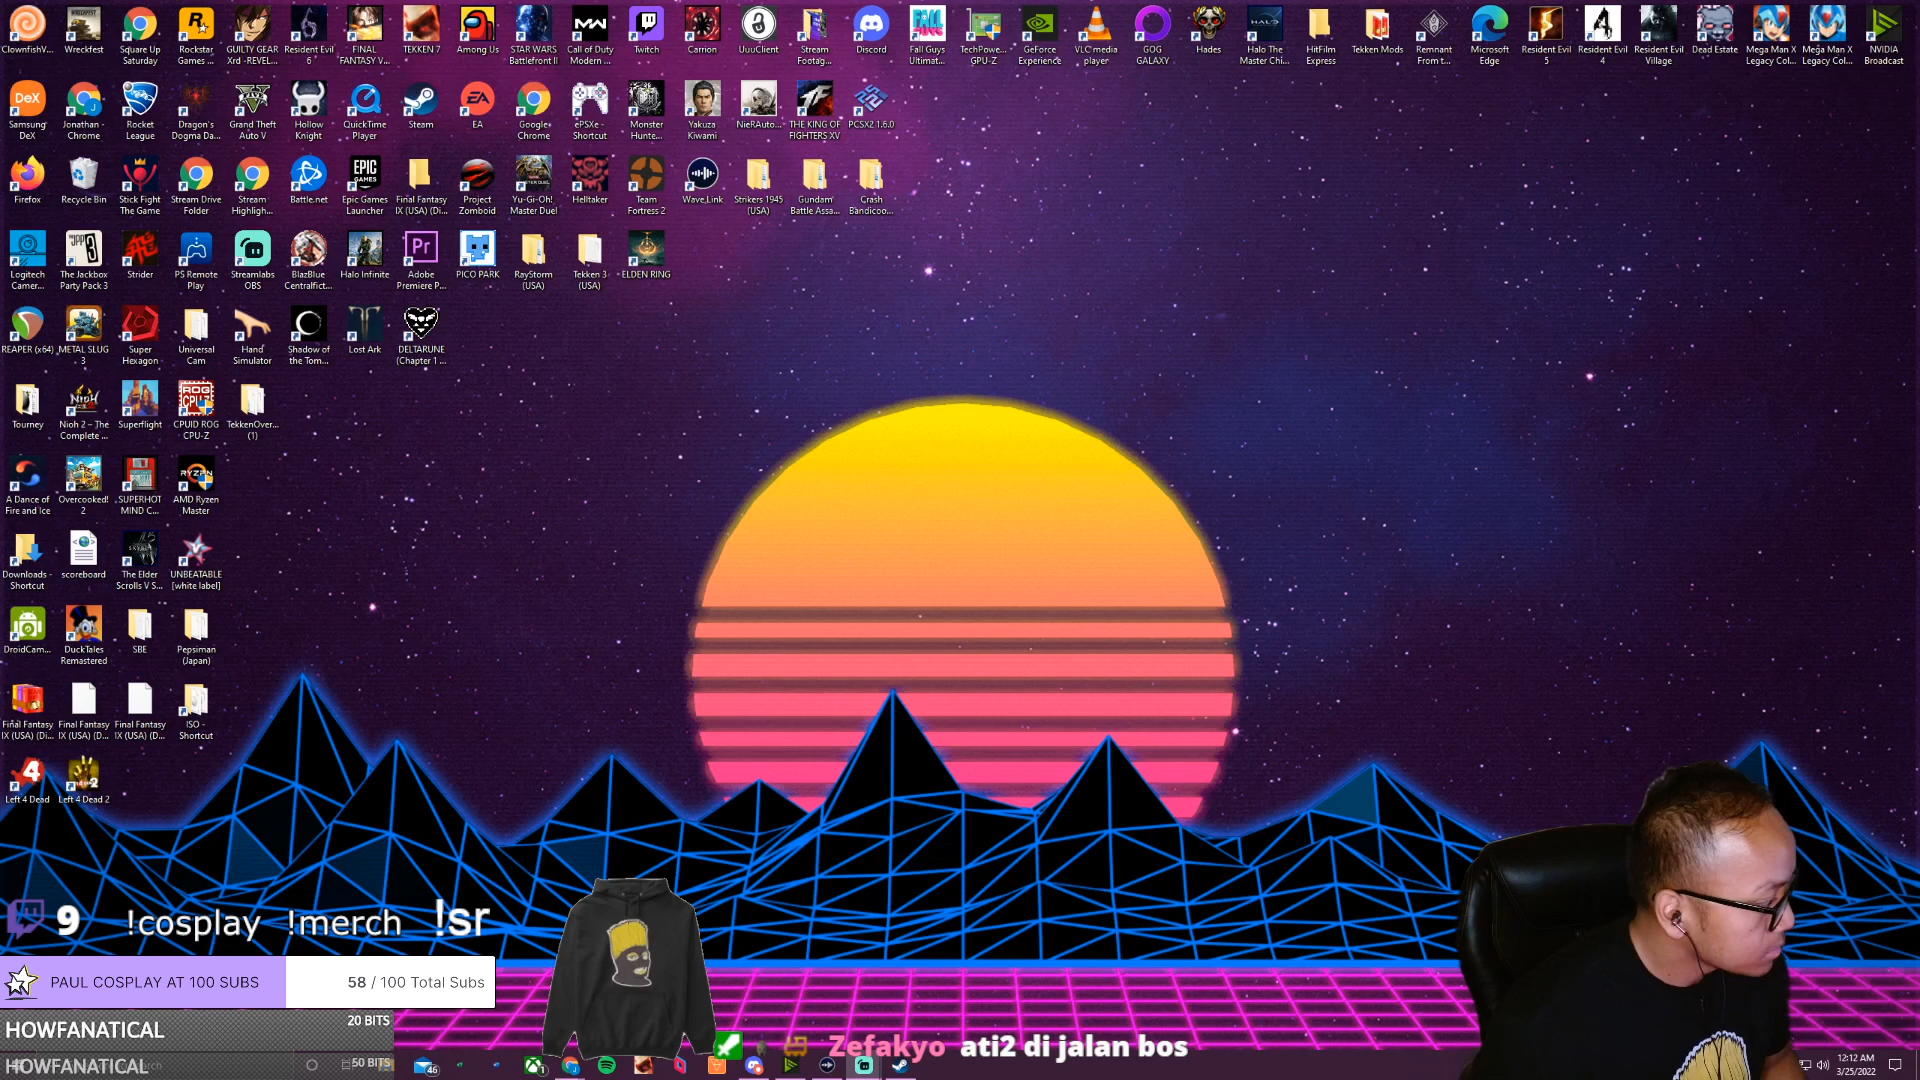 ClownfishV...
Wreckfest
Square Up
Saturday
Rockstar
Games ...
GUILTY GEAR
Xrd -REVEL...
Resident Evil
6
FINAL
FANTASY V...
TEKKEN 7
Among Us
STAR WARS
Battlefront II
Call of Duty
Modern ...
Twitch
Carrion
UuuClient
Stream
Footag...
Discord
Fall Guys
Ultimat...
TechPowe...
GPU-Z
GeForce
Experience
VLC media
player
GOG
GALAXY
Hades
Halo The
Master Chi...
HitFilm
Express
Tekken Mods
Remnant
From t...
Microsoft
Edge
Resident Evil
5
Resident Evil
4
Resident Evil
Village
Dead Estate
Mega Man X
Legacy Col...
Mega Man X
Legacy Col...
NVIDIA
Broadcast
Samsung
DeX
Jonathan -
Chrome
Rocket
League
Dragon's
Dogma Da...
Grand Theft
Auto V
Hollow
Knight
QuickTime
Player
Steam
EA
Google
Chrome
ePSXe -
Shortcut
Monster
Hunte...
Yakuza
Kiwami
NieRAuto...
THE KING OF
FIGHTERS XV
PCSX2 1.6.0
Firefox
Recycle Bin
Stick Fight
The Game
Stream Drive
Folder
Stream
Highligh...
Battle.net
Epic Games
Launcher
Final Fantasy
IX (USA) (Di...
Project
Zomboid
Yu-Gi-Oh!
Master Duel
Helltaker
Team
Fortress 2
Wave Link
Strikers 1945
(USA)
Gundam
Battle Assa...
Crash
Bandicoo...
Logitech
Camer...
The Jackbox
Party Pack 3
Strider
PS Remote
Play
Streamlabs
OBS
BlazBlue
Centralfict...
Halo Infinite
Adobe
Premiere P...
PICO PARK
RayStorm
(USA)
Tekken 3
(USA)
ELDEN RING
REAPER (x64)
METAL SLUG
3
Super
Hexagon
Universal
Cam
Hand
Simulator
Shadow of
the Tom...
Lost Ark
DELTARUNE
(Chapter 1 ...
Tourney
Nioh 2 – The
Complete ...
Superflight
CPUID ROG
CPU-Z
TekkenOver...
(1)
A Dance of
Fire and Ice
Overcooked!
2
SUPERHOT
MIND C...
AMD Ryzen
Master
Downloads -
Shortcut
scoreboard
The Elder
Scrolls V S...
UNBEATABLE
[white label]
DroidCam...
DuckTales
Remastered
SBE
Pepsiman
(Japan)
Final Fantasy
IX (USA) (Di...
Final Fantasy
IX (USA) (D...
Final Fantasy
IX (USA) (D...
ISO -
Shortcut
Left 4 Dead
Left 4 Dead 2
9 !cosplay !merch !sr
PAUL COSPLAY AT 100 SUBS 58 / 100 Total Subs
HOWFANATICAL 20 BITS
HOWFANATICAL 50 BITS
Zefakyo ati2 di jalan bos
46
12:12 AM
3/25/2022